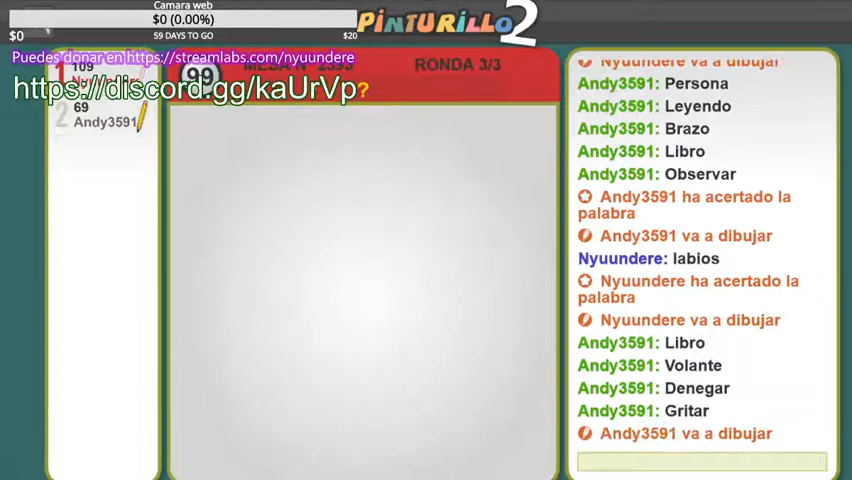 Camara web
$0 (0.00%)
$0
59 DAYS TO GO
$20
PINTURILLO 2
Puedes donar en https://streamlabs.com/nyuundere
https://discord.gg/kaUrVp
?
99
RONDA 3/3
1 109
2 69
Andy3591
Nyuundere va a dibujar
Andy3591: Persona
Andy3591: Leyendo
Andy3591: Brazo
Andy3591: Libro
Andy3591: Observar
Andy3591 ha acertado la
palabra
Andy3591 va a dibujar
Nyuundere: labios
Nyuundere ha acertado la
palabra
Nyuundere va a dibujar
Andy3591: Libro
Andy3591: Volante
Andy3591: Denegar
Andy3591: Gritar
Andy3591 va a dibujar